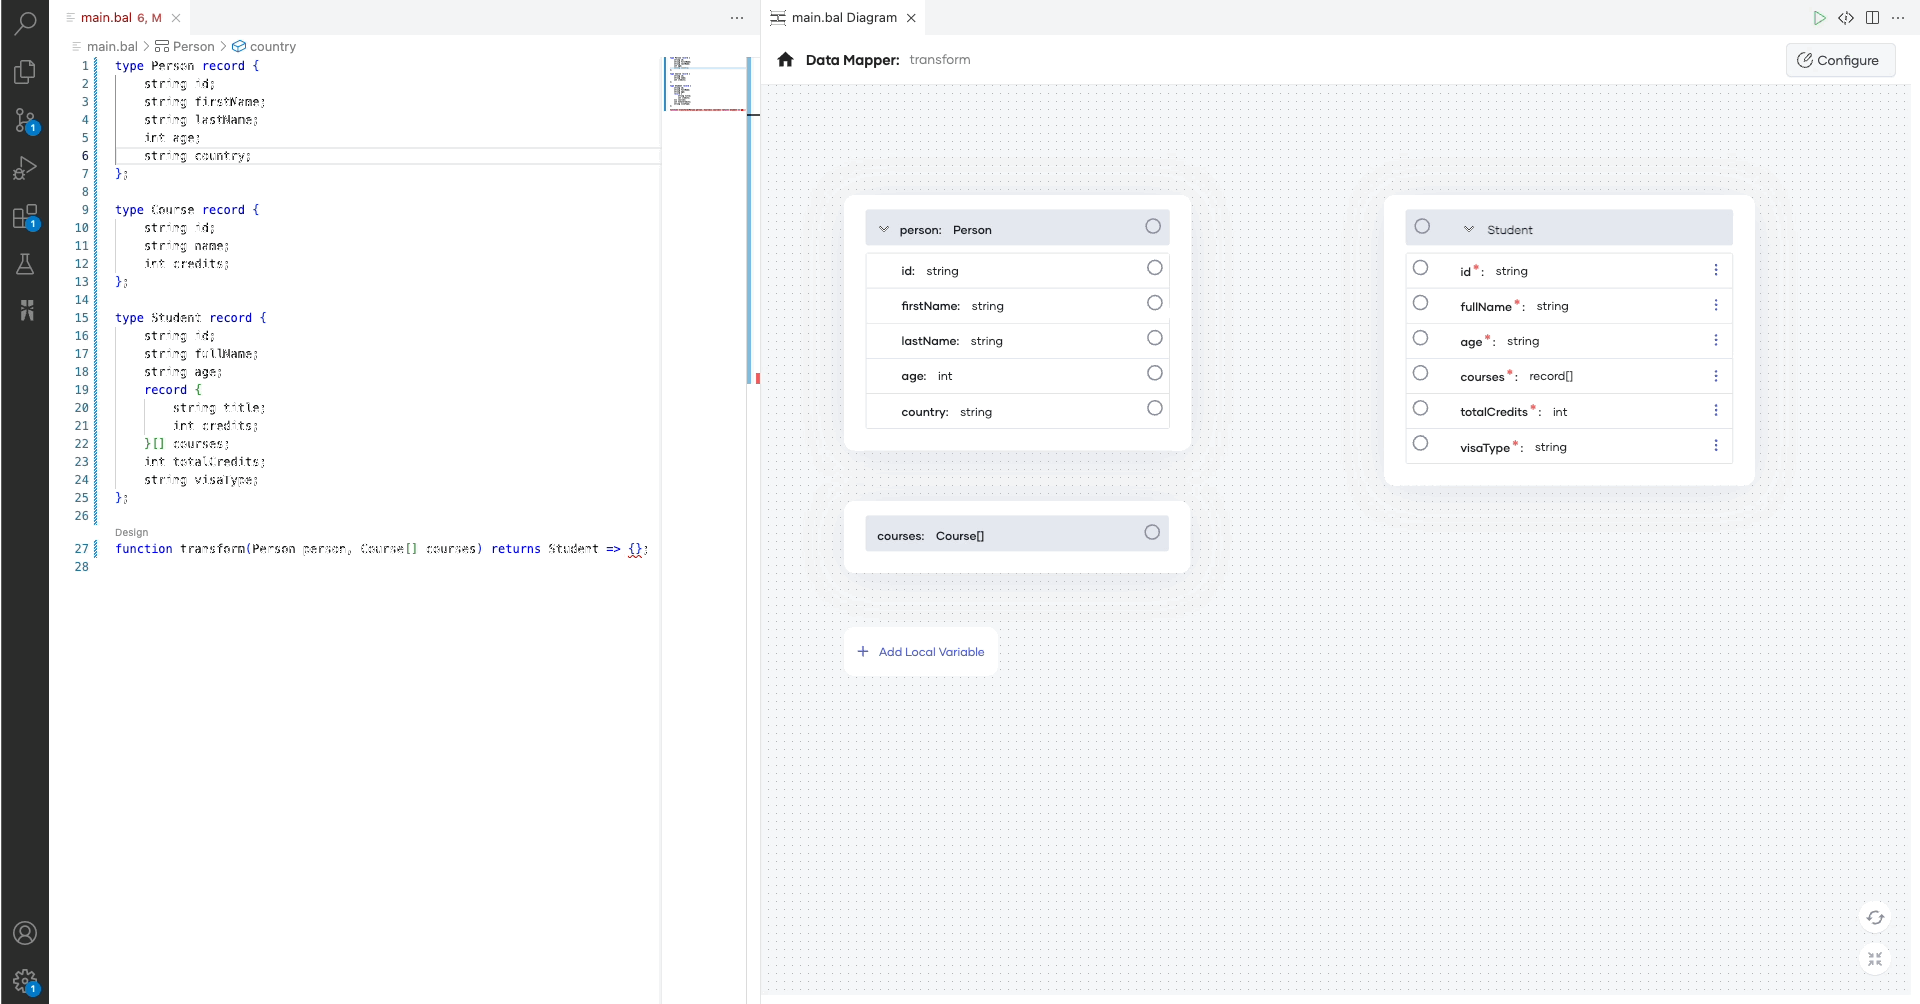 main.bal 6, M
main.bal > Person > country
1 type Person record {
2 string id;
3 string firstName;
4 string lastName;
5 int age;
6 string country;
7 };
8
9 type Course record {
10 string id;
11 string name;
12 int credits;
13 };
14
15 type Student record {
16 string id;
17 string fullName;
18 string age;
19 record {
20 string title;
21 int credits;
22 }[] courses;
23 int totalCredits;
24 string visaType;
25 };
26
Design
27 function transform(Person person, Course[] courses) returns Student => {};
28
1
1
1
main.bal Diagram
Data Mapper: transform
Configure
person: Person
id: string
firstName: string
lastName: string
age: int
country: string
courses: Course[]
+ Add Local Variable
Student
id*: string
fullName*: string
age*: string
courses*: record[]
totalCredits*: int
visaType*: string